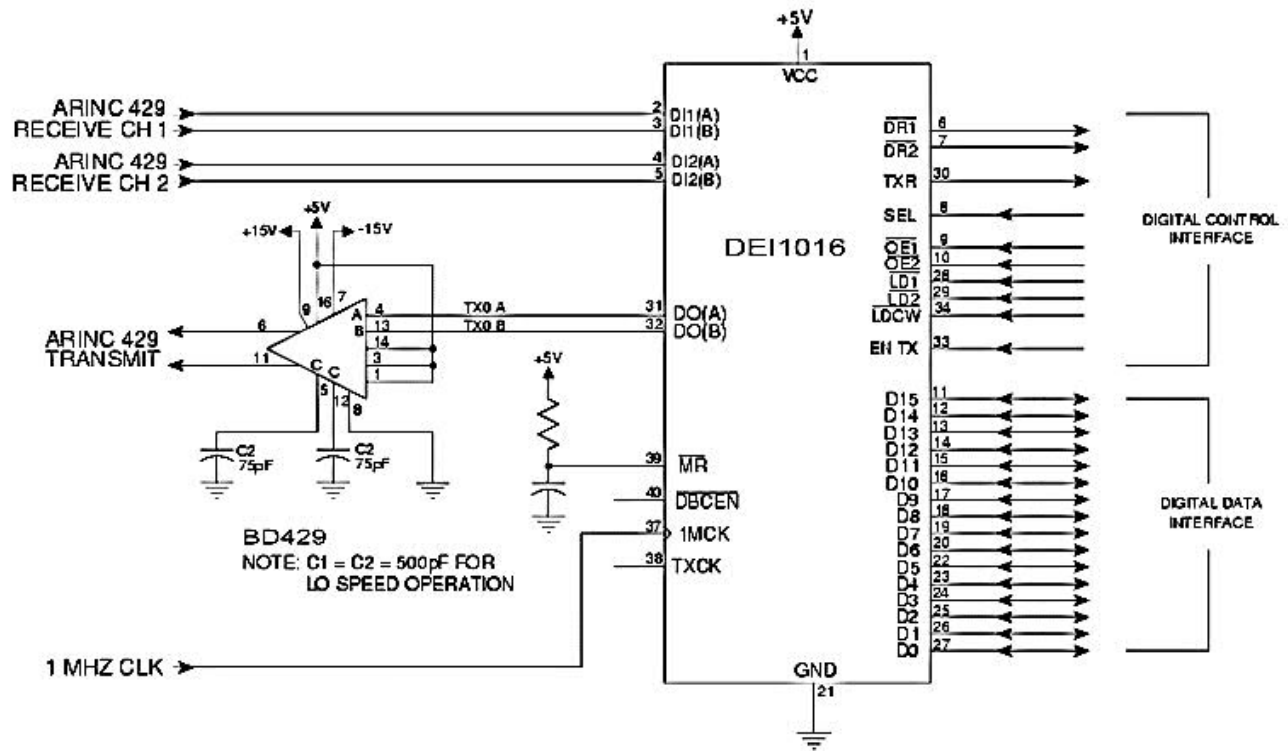 +5V
1
VCC
ARINC 429
RECEIVE CH 1
2 DI1(A)
3 DI1(B)
ARINC 429
RECEIVE CH 2
4 DI2(A)
5 DI2(B)
DEI1016
DR1 6
DR2 7
TXR 30
SEL 8
OE1 9
OE2 10
LD1 28
LD2 29
LDCW 34
EN TX 33
DIGITAL CONTROL
INTERFACE
+15V
+5V
-15V
9
16
7
A 4 TX0 A 31 DO(A)
B 13 TX0 B 32 DO(B)
14
3
1
6
11
ARINC 429
TRANSMIT
C
C
5
12
8
C2
75pF
C2
75pF
+5V
39 MR
40 DBCEN
37 1MCK
38 TXCK
BD429
NOTE: C1 = C2 = 500pF FOR
LO SPEED OPERATION
1 MHZ CLK
D15 11
D14 12
D13 13
D12 14
D11 15
D10 16
D9 17
D8 18
D7 19
D6 20
D5 22
D4 23
D3 24
D2 25
D1 26
D0 27
DIGITAL DATA
INTERFACE
GND
21